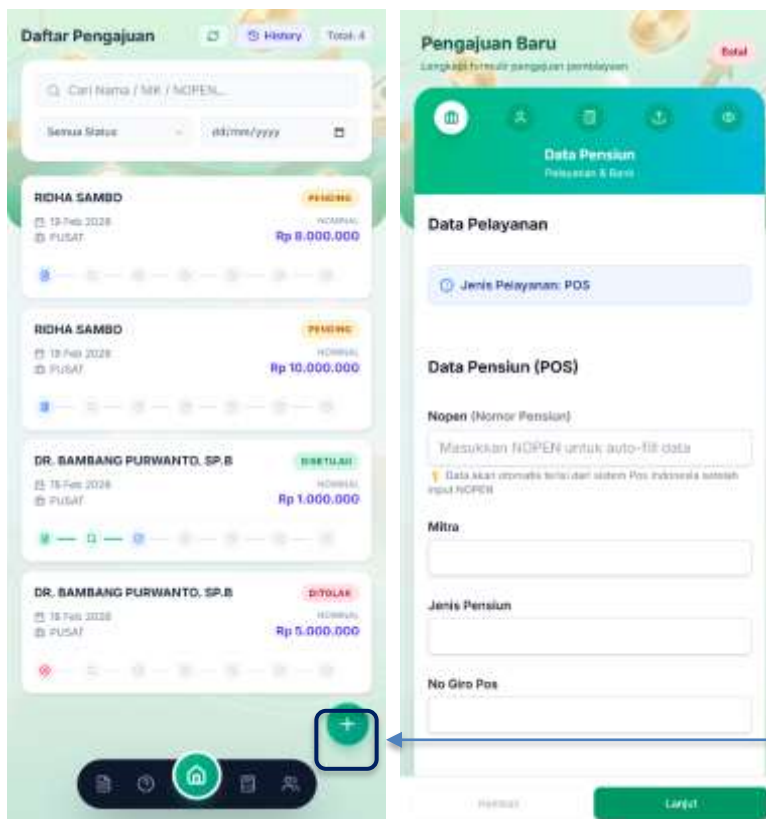 Daftar Pengajuan
History
Total: 4
Cari Nama / NIK / NOPEN...
Semua Status
dd/mm/yyyy
RIDHA SAMBO
PENDING
19 Feb 2026
PUSAT
NOMINAL
Rp 8.000.000
RIDHA SAMBO
PENDING
19 Feb 2026
PUSAT
NOMINAL
Rp 10.000.000
DR. BAMBANG PURWANTO, SP.B
DISETUJUI
PUSAT
NOMINAL
Rp 1.000.000
DR. BAMBANG PURWANTO, SP.B
DITOLAK
PUSAT
NOMINAL
Rp 5.000.000
Pengajuan Baru
Batal
Lengkapi formulir pengajuan pembiayaan
Data Pensiun
Pelayanan & Bank
Data Pelayanan
Jenis Pelayanan: POS
Data Pensiun (POS)
Nopen (Nomor Pensiun)
Masukkan NOPEN untuk auto-fill data
Data akan otomatis terisi dari sistem Pos Indonesia setelah
input NOPEN
Mitra
Jenis Pensiun
No Giro Pos
Kembali
Lanjut